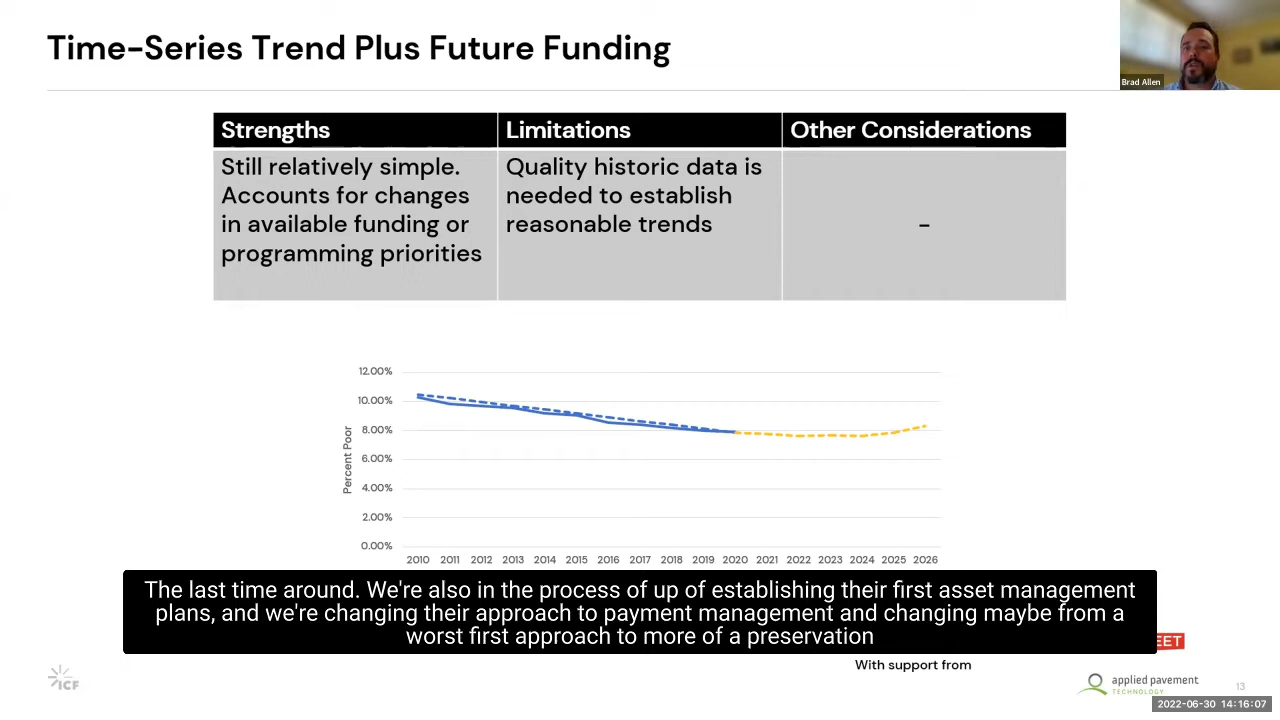 Time-Series Trend Plus Future Funding
Brad Allen
Strengths
Limitations
Other Considerations
Still relatively simple.
Accounts for changes
in available funding or
programming priorities
Quality historic data is
needed to establish
reasonable trends
-
Percent Poor
12.00%
10.00%
8.00%
6.00%
4.00%
2.00%
0.00%
2010 2011 2012 2013 2014 2015 2016 2017 2018 2019 2020 2021 2022 2023 2024 2025 2026
The last time around. We're also in the process of up of establishing their first asset management
plans, and we're changing their approach to payment management and changing maybe from a
worst first approach to more of a preservation
EET
With support from
ICF
applied pavement
TECHNOLOGY
13
2022-06-30 14:16:07